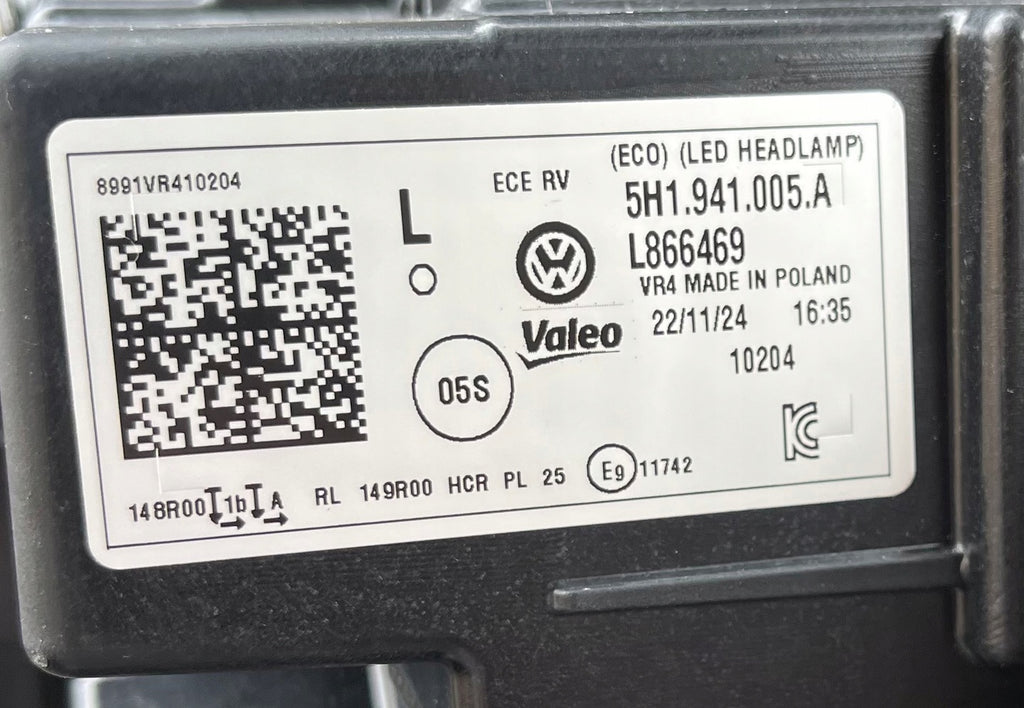 (ECO) (LED HEADLAMP)
8991VR410204
L
ECE RV
5H1.941.005.A
L866469
VR4 MADE IN POLAND
Valeo
22/11/24 16:35
10204
05S
148R00 1b A RL 149R00 HCR PL 25 E9 11742